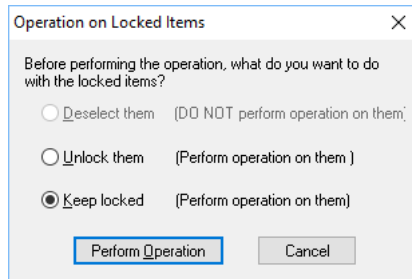 Operation on Locked Items
Before performing the operation, what do you want to do
with the locked items?
Deselect them (DO NOT perform operation on them)
Unlock them (Perform operation on them )
Keep locked (Perform operation on them)
Perform Operation Cancel